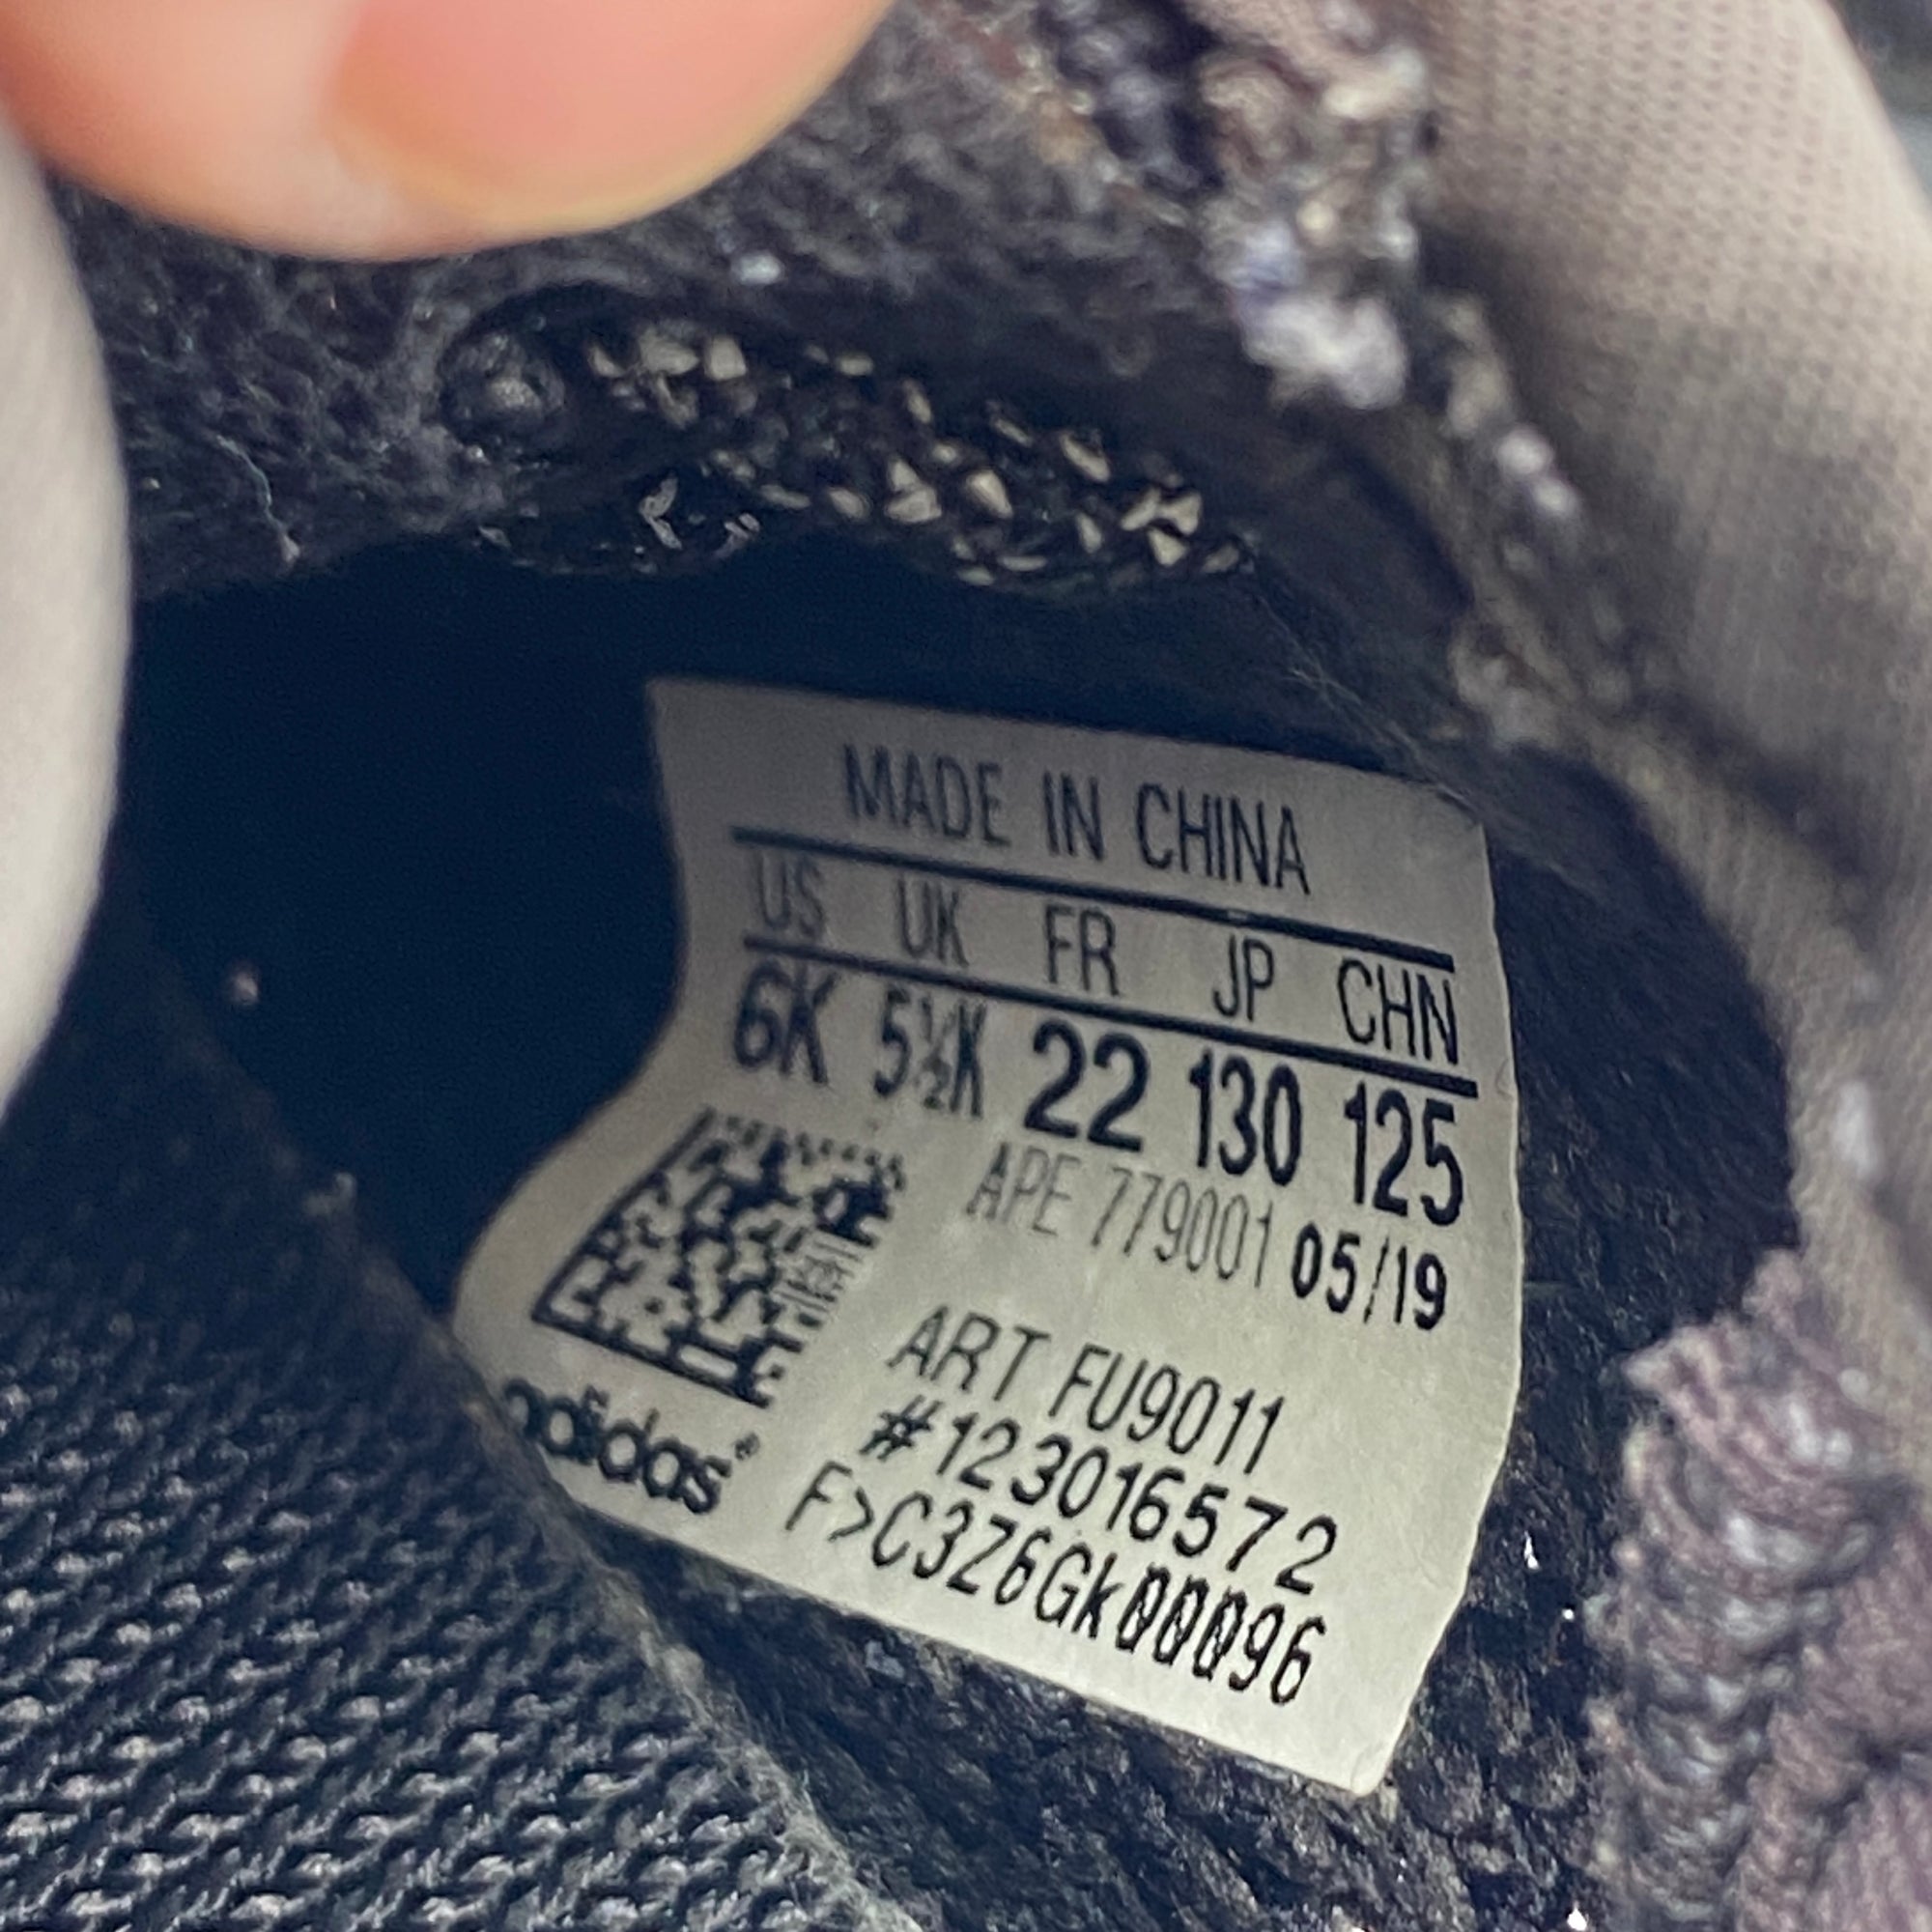 MADE IN CHINA
US UK FR JP CHN
6K 5½K 22 130 125
APE 779001 05/19
ART FU9011
#123016572
F>C3Z6Gk00096
adidas®